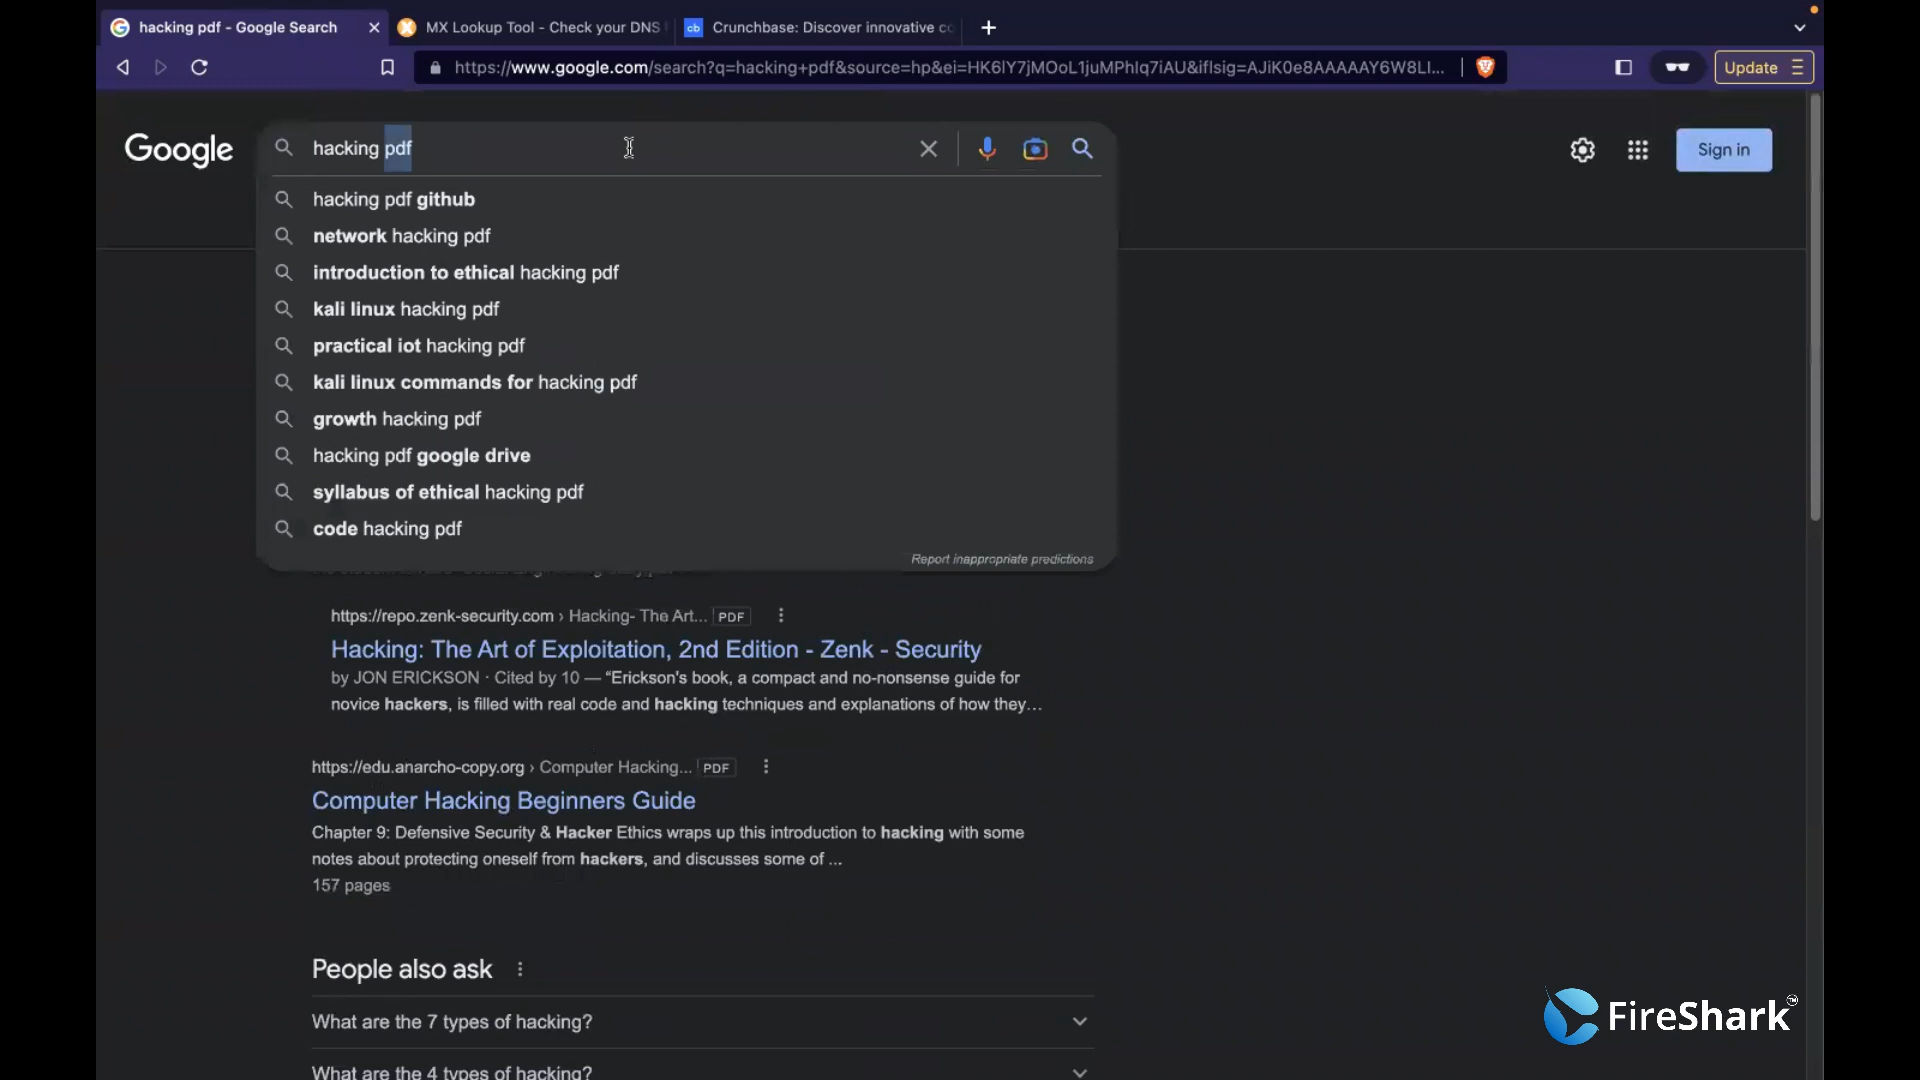 hacking pdf - Google Search
MX Lookup Tool - Check your DNS
cb Crunchbase: Discover innovative co
https://www.google.com/search?q=hacking+pdf&source=hp&ei=HK6lY7jMOoL1juMPhIq7iAU&iflsig=AJiK0e8AAAAAY6W8LI...
Update
Google
hacking pdf
Sign in
hacking pdf github
network hacking pdf
introduction to ethical hacking pdf
kali linux hacking pdf
practical iot hacking pdf
kali linux commands for hacking pdf
growth hacking pdf
hacking pdf google drive
syllabus of ethical hacking pdf
code hacking pdf
Report inappropriate predictions
https://repo.zenk-security.com › Hacking- The Art... PDF
Hacking: The Art of Exploitation, 2nd Edition - Zenk - Security
by JON ERICKSON · Cited by 10 — “Erickson's book, a compact and no-nonsense guide for
novice hackers, is filled with real code and hacking techniques and explanations of how they...
https://edu.anarcho-copy.org › Computer Hacking... PDF
Computer Hacking Beginners Guide
Chapter 9: Defensive Security & Hacker Ethics wraps up this introduction to hacking with some
notes about protecting oneself from hackers, and discusses some of ...
157 pages
People also ask
What are the 7 types of hacking?
What are the 4 types of hacking?
FireShark™